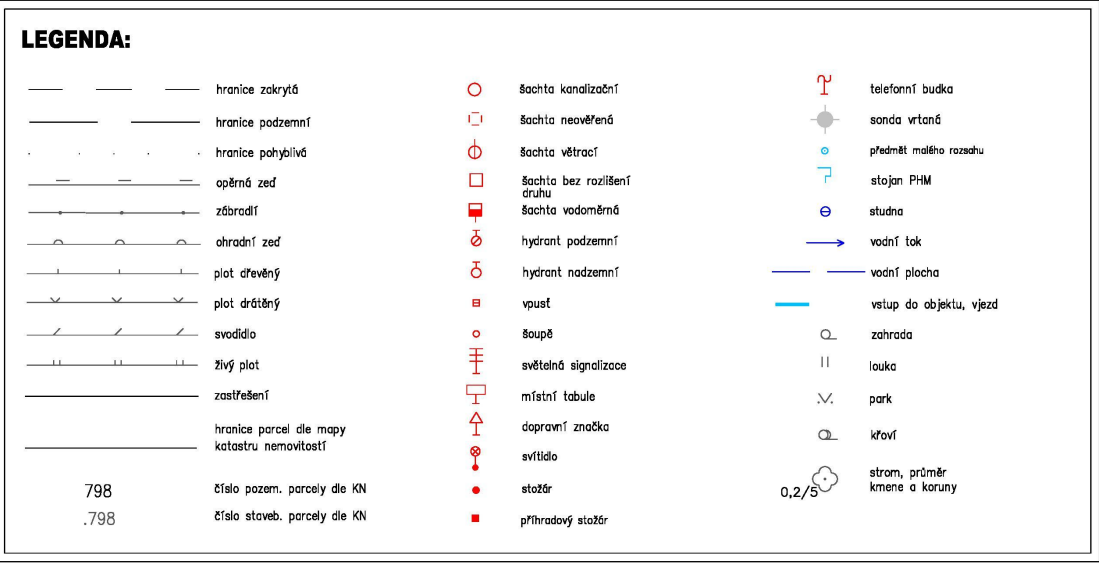 LEGENDA:
hranice zakrytá
hranice podzemní
hranice pohyblivá
opěrná zeď
zábradlí
ohradní zeď
plot dřevěný
plot drátěný
svodidlo
živý plot
zastřešení
hranice parcel dle mapy
katastru nemovitostí
798 číslo pozem. parcely dle KN
.798 číslo staveb. parcely dle KN
šachta kanalizační
šachta neověřená
šachta větrací
šachta bez rozlišení
druhu
šachta vodoměrná
hydrant podzemní
hydrant nadzemní
vpusť
šoupě
světelná signalizace
místní tabule
dopravní značka
svítidlo
stožár
příhradový stožár
telefonní budka
sonda vrtaná
předmět malého rozsahu
stojan PHM
studna
vodní tok
vodní plocha
vstup do objektu, vjezd
zahrada
louka
park
křoví
0,2/5 strom, průměr
kmene a koruny